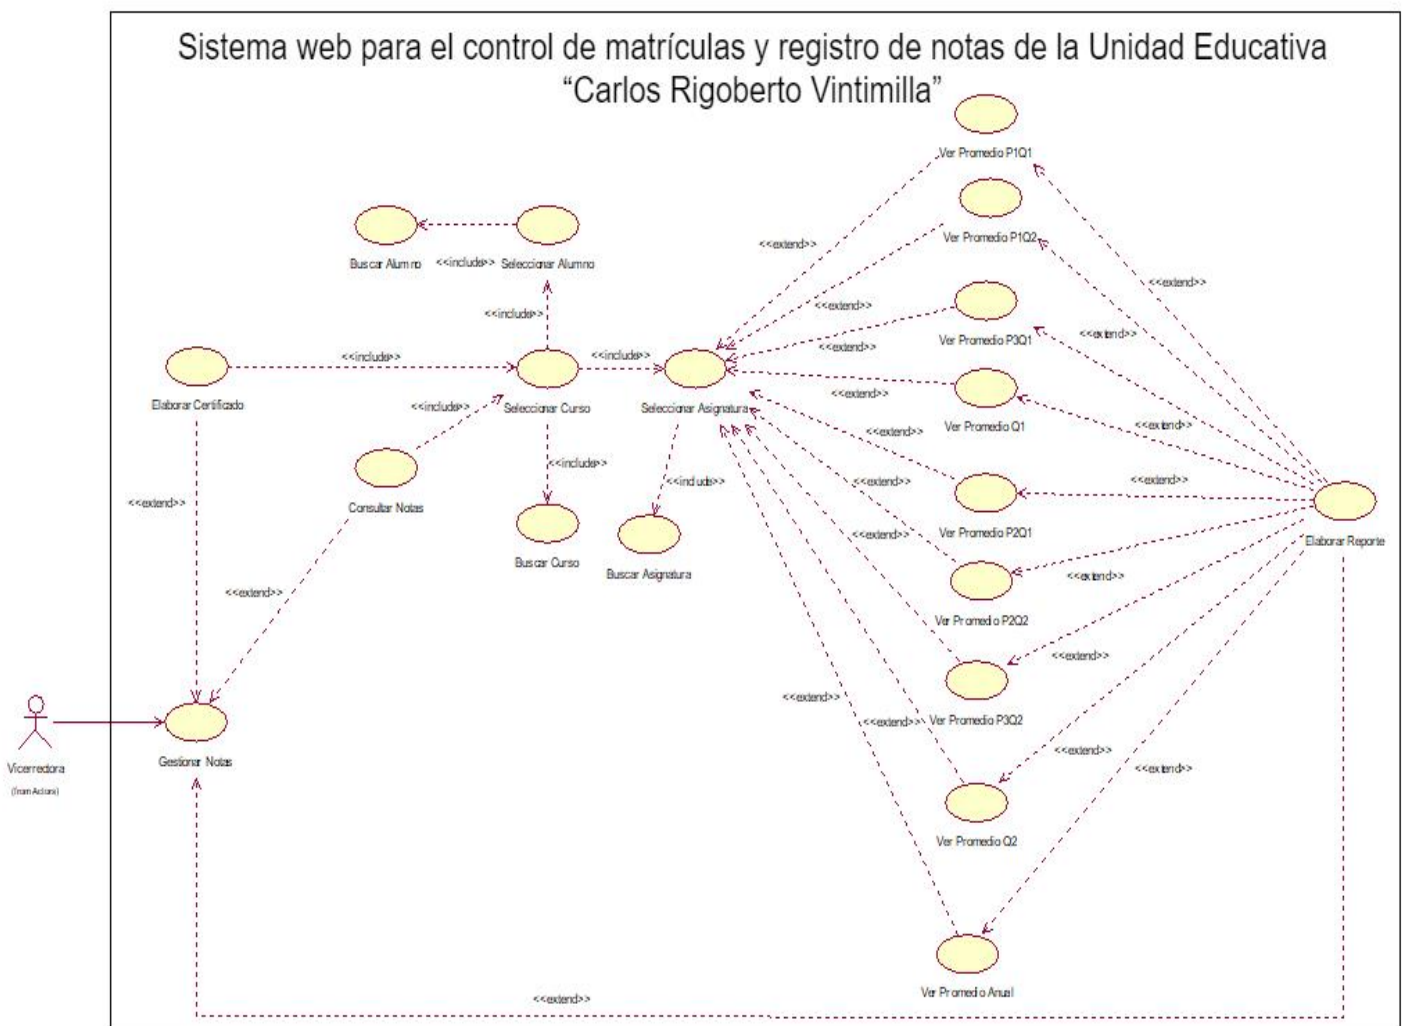 Sistema web para el control de matrículas y registro de notas de la Unidad Educativa
“Carlos Rigoberto Vintimilla”
Ver Promedio P1Q1
Ver Promedio P1Q2
<<extend>>
Buscar Alumno
<<include>>
Seleccionar Alumno
<<extend>>
<<include>>
<<extend>>
<<extend>>
Ver Promedio P3Q1
<<extend>>
<<include>>
<<include>>
Elaborar Certificado
<<include>>
Seleccionar Curso
Seleccionar Asignatura
<<extend>>
Ver Promedio Q1
<<extend>>
<<extend>>
<<include>>
<<include>>
<<extend>>
<<extend>>
<<extend>>
Consultar Notas
Ver Promedio P2Q1
<<extend>>
Elaborar Reporte
Buscar Curso
Buscar Asignatura
<<extend>>
<<extend>>
Ver Promedio P2Q2
<<extend>>
<<extend>>
<<extend>>
Ver Promedio P3Q2
<<extend>>
Gestionar Notas
<<extend>>
Vicerredora
(from Actors)
<<extend>>
Ver Promedio Q2
Ver Promedio Anual
<<extend>>